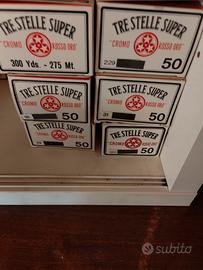 TRE STELLE SUPER
"CROMO ROSSO ORO"
300 Yds. - 275 Mt.
TRE STELLE SUPER
"CROMO ROSSO ORO"
229 50
TRE STELLE SUPER
"CROMO ROSSO ORO"
50
TRE STELLE SUPER
"CROMO ROSSO ORO"
31 50
TRE STELLE SUPER
"CROMO ROSSO ORO"
50
TRE STELLE SUPER
"CROMO ROSSO ORO"
50
subito